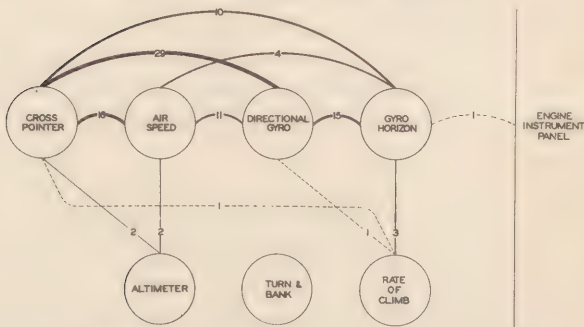 10
29
4
CROSS
POINTER
16
AIR
SPEED
11
DIRECTIONAL
GYRO
15
GYRO
HORIZON
1
ENGINE
INSTRUMENT
PANEL
1
2
2
1
3
ALTIMETER
TURN &
BANK
RATE
OF
CLIMB